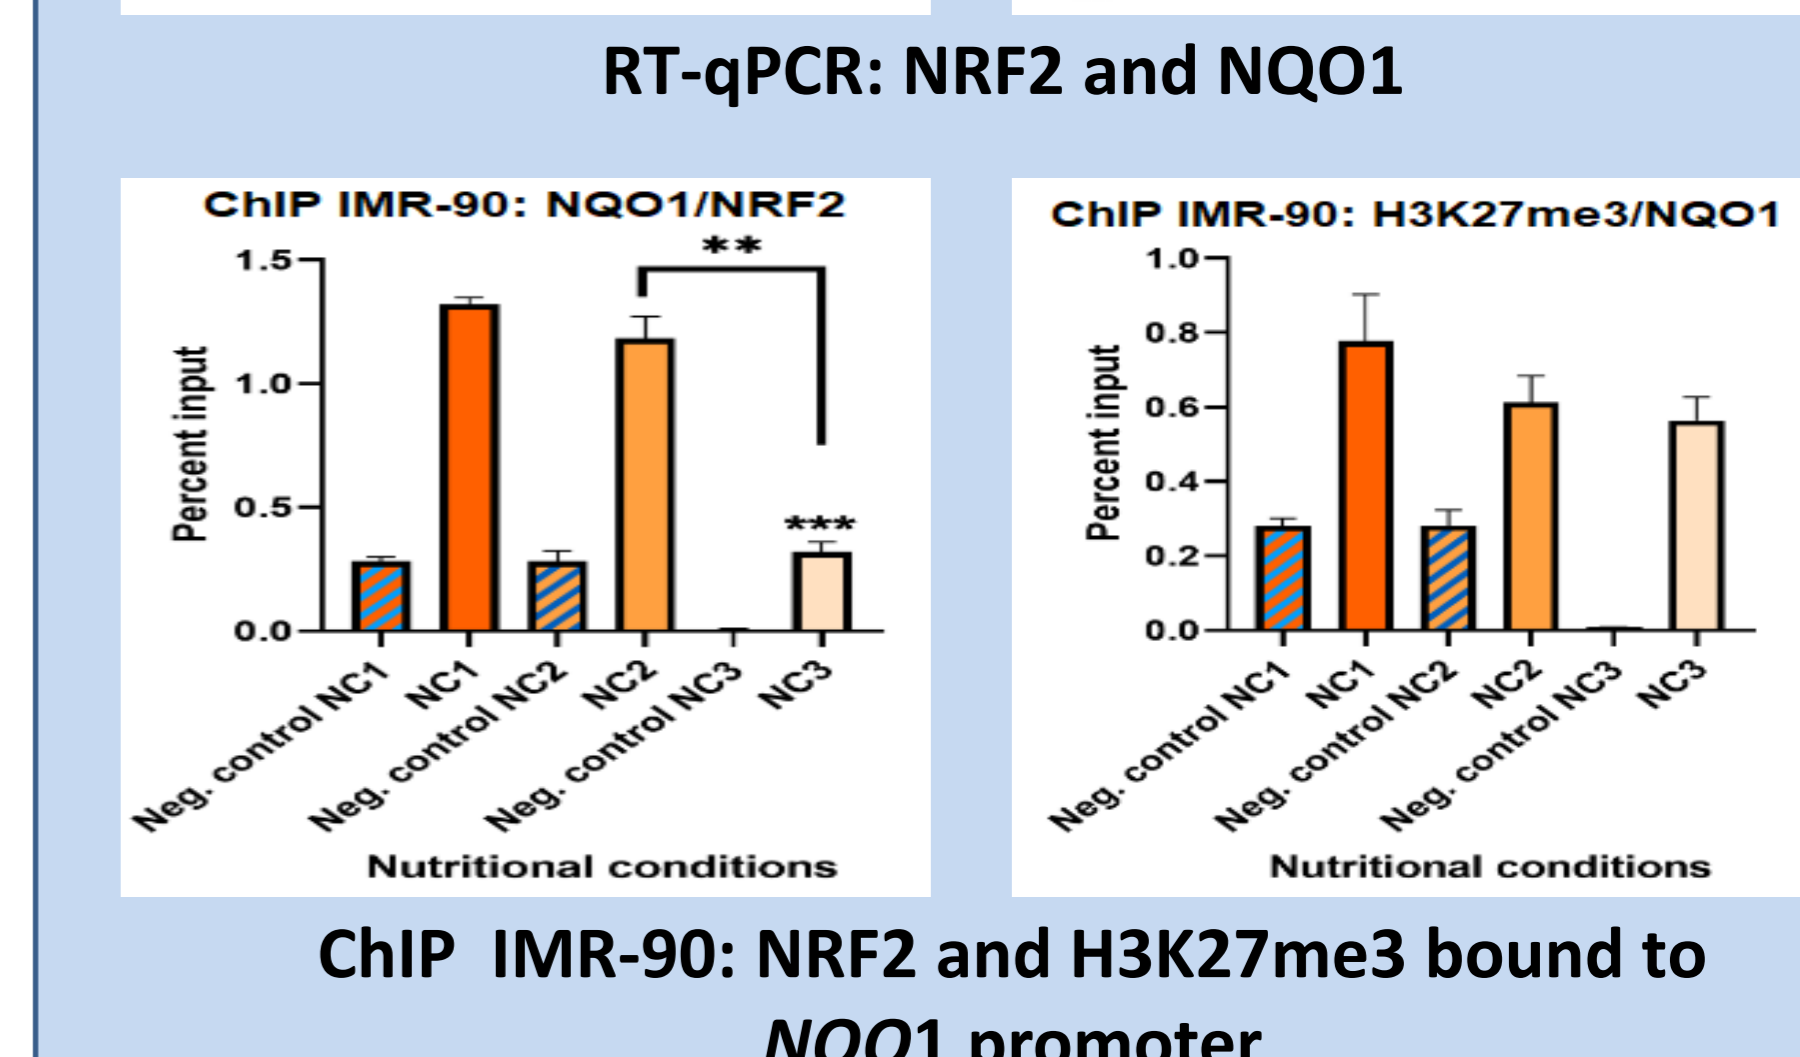 RT-qPCR: NRF2 and NQO1
ChIP IMR-90: NQO1/NRF2
**
1.5
1.0
0.5
0.0
Percent input
***
Neg. control NC1
NC1
Neg. control NC2
NC2
Neg. control NC3
NC3
Nutritional conditions
ChIP IMR-90: H3K27me3/NQO1
1.0
0.8
0.6
0.4
0.2
0.0
Percent input
Neg. control NC1
NC1
Neg. control NC2
NC2
Neg. control NC3
NC3
Nutritional conditions
ChIP IMR-90: NRF2 and H3K27me3 bound to
NQO1 promoter